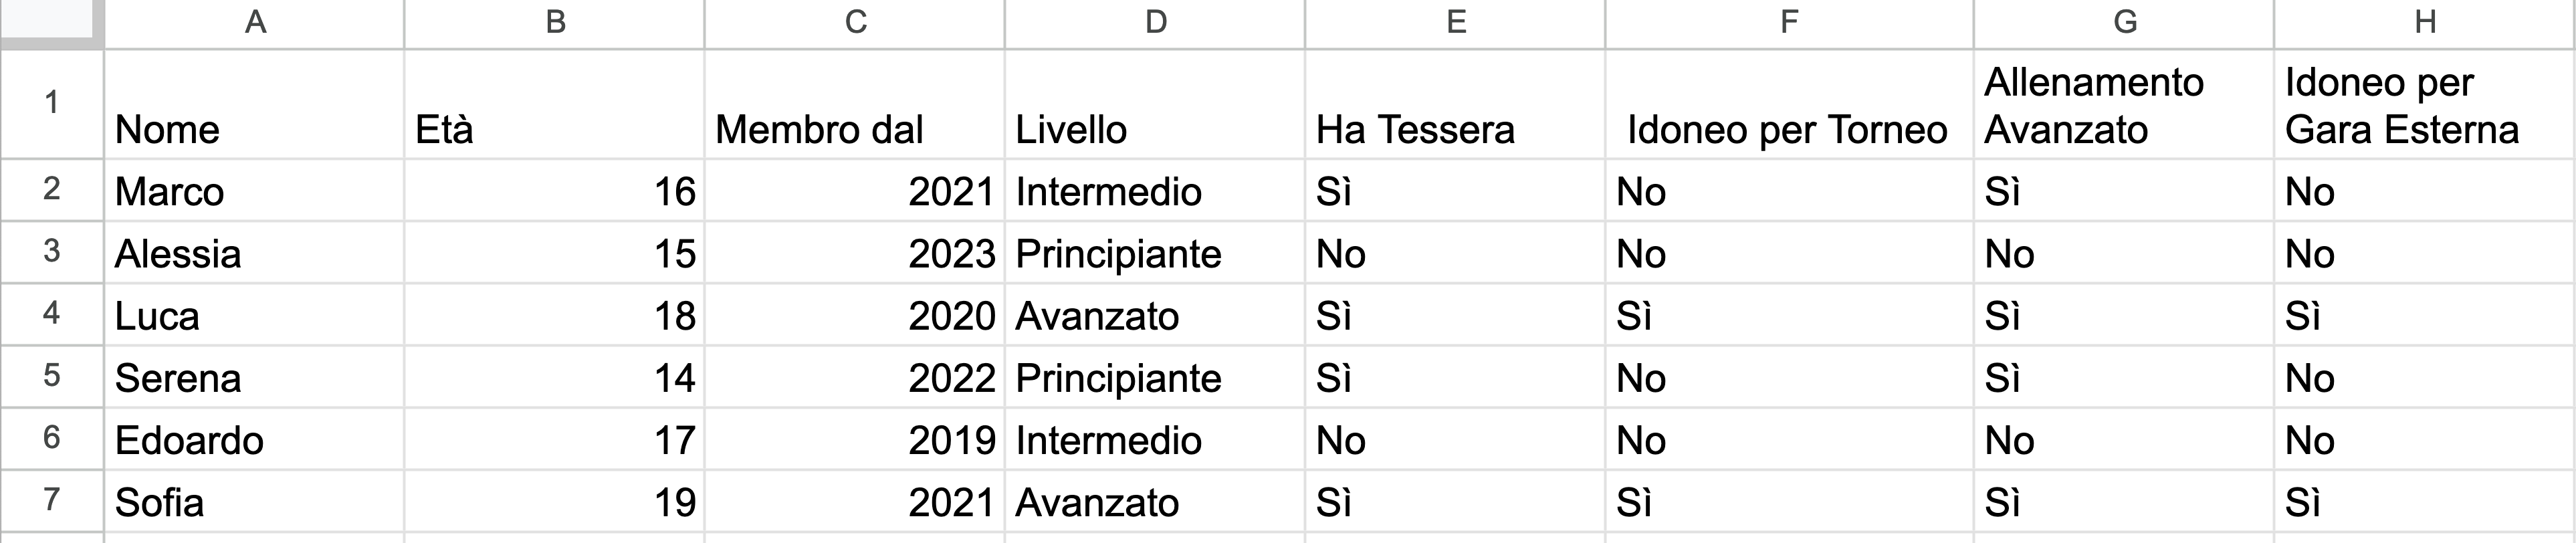 A B C D E F G H
1 Nome Età Membro dal Livello Ha Tessera Idoneo per Torneo Allenamento Avanzato Idoneo per Gara Esterna
2 Marco 16 2021 Intermedio Sì No Sì No
3 Alessia 15 2023 Principiante No No No No
4 Luca 18 2020 Avanzato Sì Sì Sì Sì
5 Serena 14 2022 Principiante Sì No Sì No
6 Edoardo 17 2019 Intermedio No No No No
7 Sofia 19 2021 Avanzato Sì Sì Sì Sì